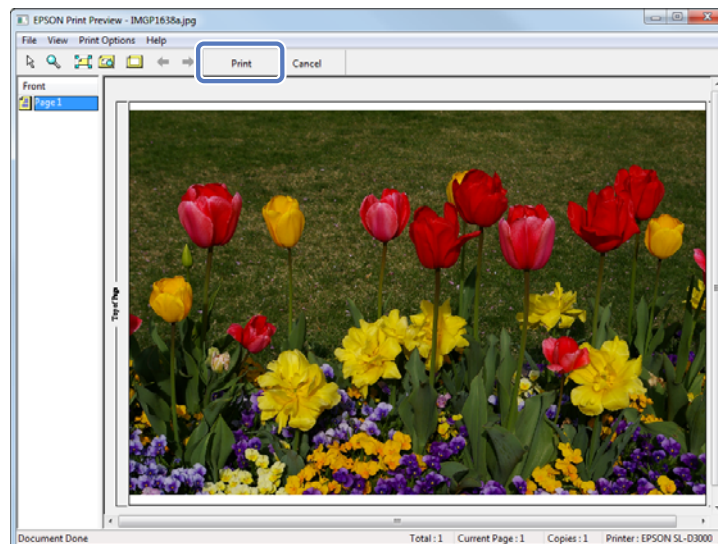 EPSON Print Preview - IMGP1638a.jpg
File View Print Options Help
Print Cancel
Front
Page 1
Top of Page
Document Done Total : 1 Current Page : 1 Copies : 1 Printer : EPSON SL-D3000